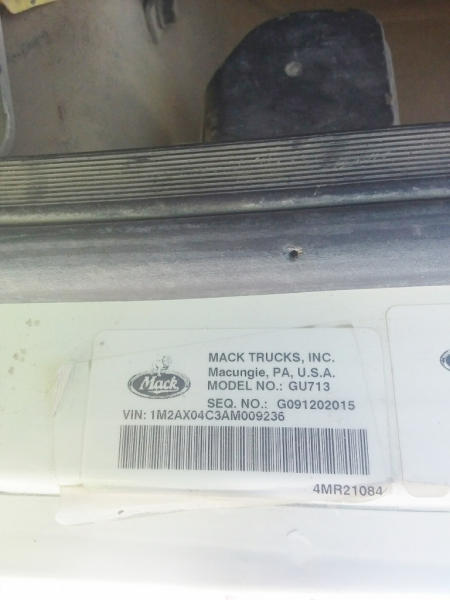 MACK TRUCKS, INC.
Macungie, PA, U.S.A.
MODEL NO.: GU713
Mack
SEQ. NO.: G091202015
VIN: 1M2AX04C3AM009236
4MR21084